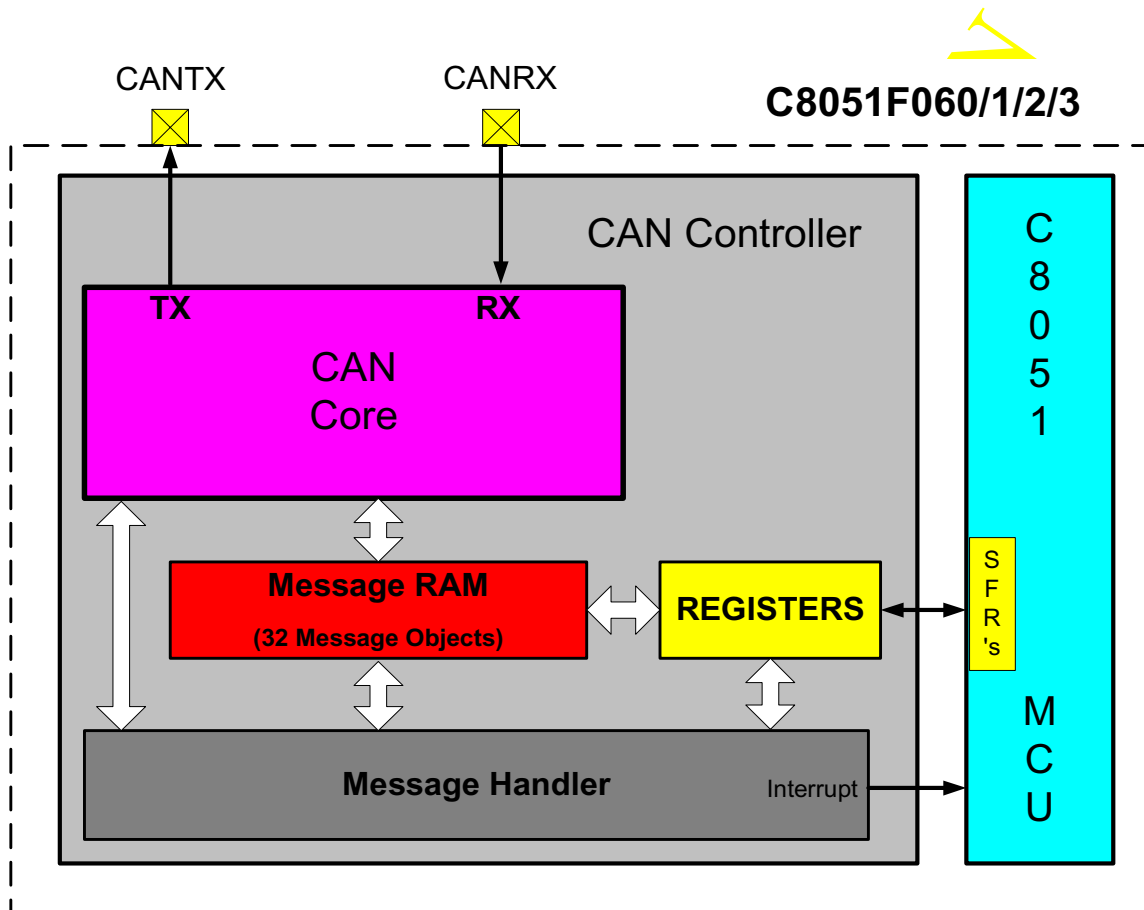 CANTX
CANRX
C8051F060/1/2/3
CAN Controller
TX
RX
CAN
Core
Message RAM
(32 Message Objects)
REGISTERS
Message Handler
Interrupt
C
8
0
5
1
S
F
R
's
M
C
U